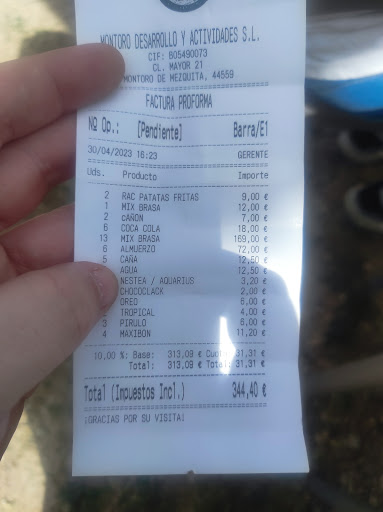 MONTORO DESARROLLO Y ACTIVIDADES S.L.
CIF: B05490073
CL. MAYOR 21
MONTORO DE MEZQUITA, 44559
FACTURA PROFORMA
Nº Op.: [Pendiente] Barra/E1
30/04/2023 16:23 GERENTE
Uds. Producto Importe
2 RAC PATATAS FRITAS 9,00 €
1 MIX BRASA 12,00 €
2 cAÑON 7,00 €
6 COCA COLA 18,00 €
13 MIX BRASA 169,00 €
6 ALMUERZO 72,00 €
5 CAÑA 12,50 €
AGUA 12,50 €
NESTEA / AQUARIUS 3,20 €
CHOCOCLACK 2,00 €
OREO 6,00 €
TROPICAL 4,00 €
3 PIRULO 6,00 €
4 MAXIBON 11,20 €
10,00 %: Base: 313,09 € Cuota: 31,31 €
Total: 313,09 € Total: 31,31 €
Total (Impuestos Incl.) 344,40 €
¡GRACIAS POR SU VISITA!